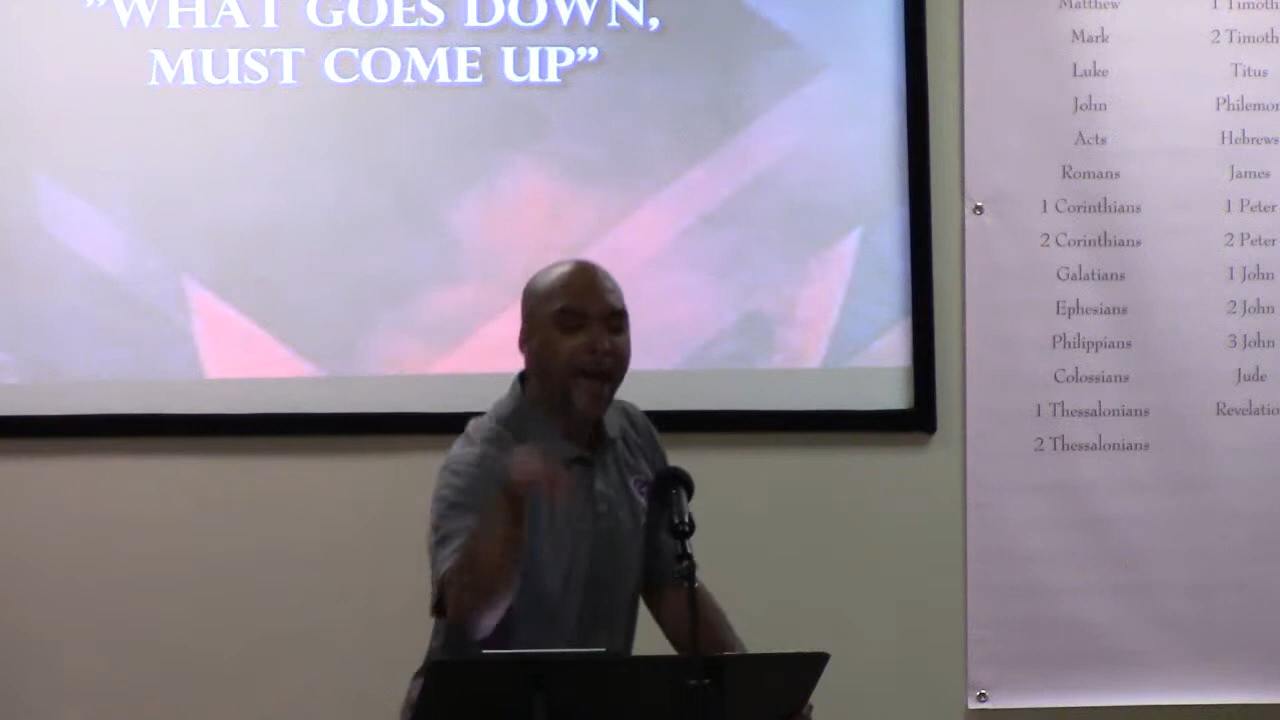 "WHAT GOES DOWN,
MUST COME UP"
Matthew
Mark
Luke
John
Acts
Romans
1 Corinthians
2 Corinthians
Galatians
Ephesians
Philippians
Colossians
1 Thessalonians
2 Thessalonians
1 Timoth
2 Timoth
Titus
Philemon
Hebrews
James
1 Peter
2 Peter
1 John
2 John
3 John
Jude
Revelatio